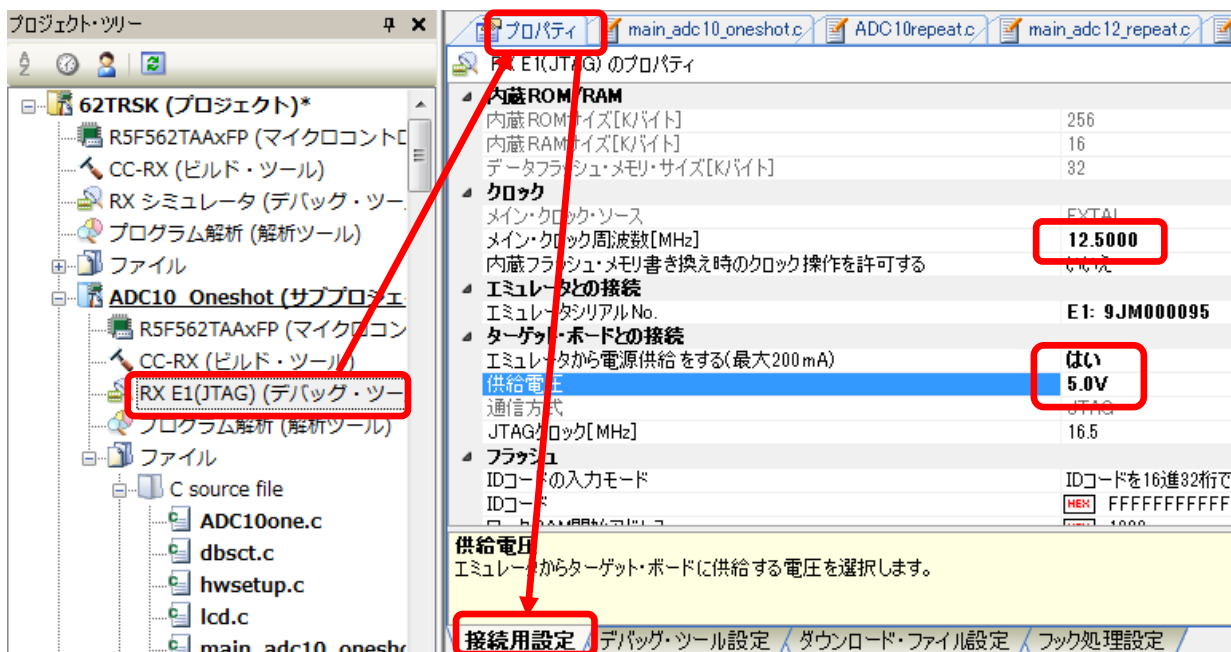 プロジェクト・ツリー
62TRSK (プロジェクト)*
R5F562TAAxFP (マイクロコントロ
CC-RX (ビルド・ツール)
RX シミュレータ (デバッグ・ツー
プログラム解析 (解析ツール)
ファイル
ADC10_Oneshot (サブプロジェ
R5F562TAAxFP (マイクロコン
CC-RX (ビルド・ツール)
RX E1(JTAG) (デバッグ・ツー
プログラム解析 (解析ツール)
ファイル
C source file
ADC10one.c
dbsct.c
hwsetup.c
lcd.c
main_adc10_onesho
プロパティ
main_adc10_oneshot.c
ADC10repeat.c
main_adc12_repeat.c
RX E1(JTAG) のプロパティ
内蔵ROM/RAM
内蔵ROMサイズ[Kバイト] 256
内蔵RAMサイズ[Kバイト] 16
データフラッシュ・メモリ・サイズ[Kバイト] 32
クロック
メイン・クロック・ソース EXTAL
メイン・クロック周波数[MHz] 12.5000
内蔵フラッシュ・メモリ書き換え時のクロック操作を許可する いいえ
エミュレータとの接続
エミュレータシリアルNo. E1: 9JM000095
ターゲット・ボードとの接続
エミュレータから電源供給をする(最大200mA) はい
供給電圧 5.0V
通信方式 JTAG
JTAGクロック[MHz] 16.5
フラッシュ
IDコードの入力モード IDコードを16進32桁で
IDコード HEX FFFFFFFFFFF
供給電圧
エミュレータからターゲット・ボードに供給する電圧を選択します。
接続用設定
デバッグ・ツール設定
ダウンロード・ファイル設定
フック処理設定